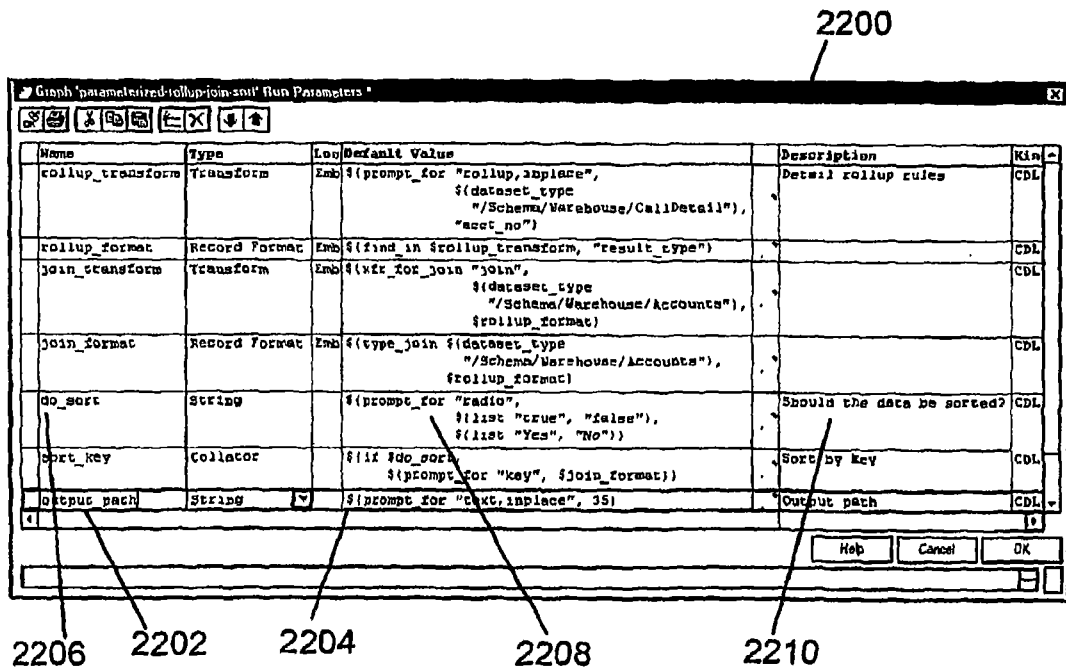 2200
Graph 'parameterized-rollup-join-sort' Run Parameters *
Name Type Loc Default Value Description Kin
rollup_transform Transform Emb $(prompt_for "rollup,inplace", Detail rollup rules CDL
$(dataset_type
"/Schema/Warehouse/CallDetail"),
"acct_no")
rollup_format Record Format Emb $(find_in $rollup_transform, "result_type") CDL
join_transform Transform Emb $(xfr_for_join "join", CDL
$(dataset_type
"/Schema/Warehouse/Accounts"),
$rollup_format)
join_format Record Format Emb $(type_join $(dataset_type CDL
"/Schema/Warehouse/Accounts"),
$rollup_format)
do_sort String $(prompt_for "radio", Should the data be sorted? CDL
$(list "true", "false"),
$(list "Yes", "No"))
sort_key Collator $(if $do_sort, Sort by key CDL
$(prompt_for "key", $join_format))
output_path String $(prompt_for "text,inplace", 35) Output path CDL
Help Cancel OK
2206 2202 2204 2208 2210